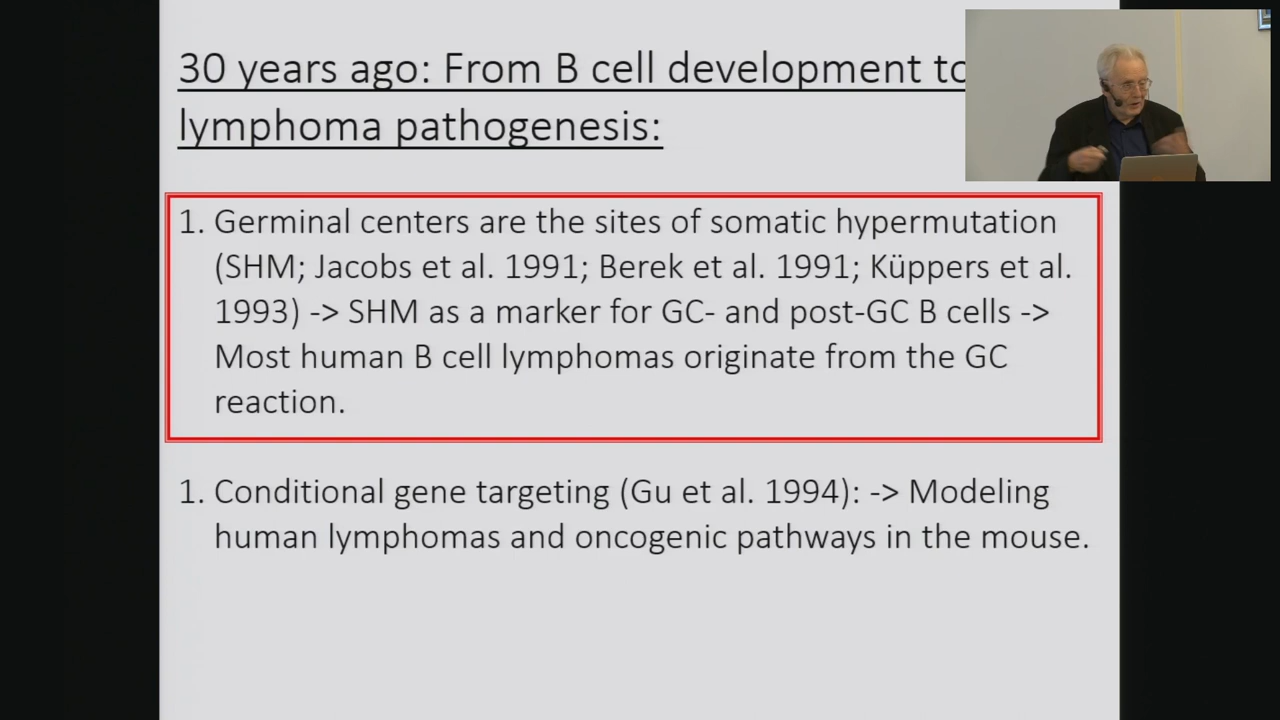 30 years ago: From B cell development to
lymphoma pathogenesis:
1. Germinal centers are the sites of somatic hypermutation
(SHM; Jacobs et al. 1991; Berek et al. 1991; Küppers et al.
1993) -> SHM as a marker for GC- and post-GC B cells ->
Most human B cell lymphomas originate from the GC
reaction.
1. Conditional gene targeting (Gu et al. 1994): -> Modeling
human lymphomas and oncogenic pathways in the mouse.